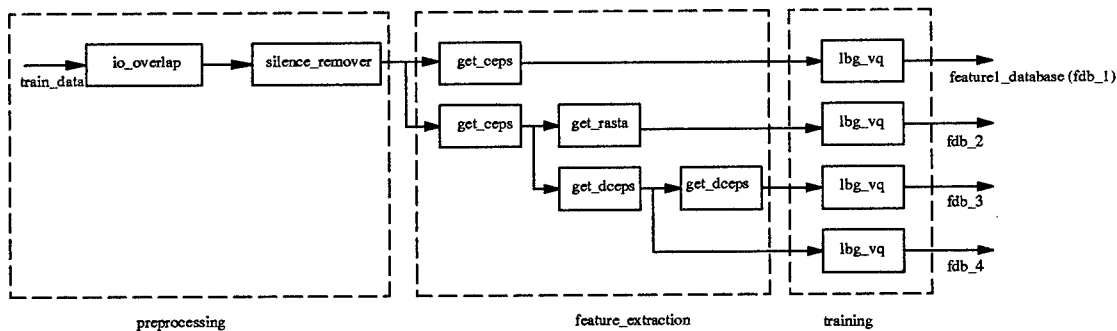 train_data
io_overlap
silence_remover
get_ceps
lbg_vq
feature1_database (fdb_1)
get_ceps
get_rasta
lbg_vq
fdb_2
get_dceps
get_dceps
lbg_vq
fdb_3
lbg_vq
fdb_4
preprocessing
feature_extraction
training